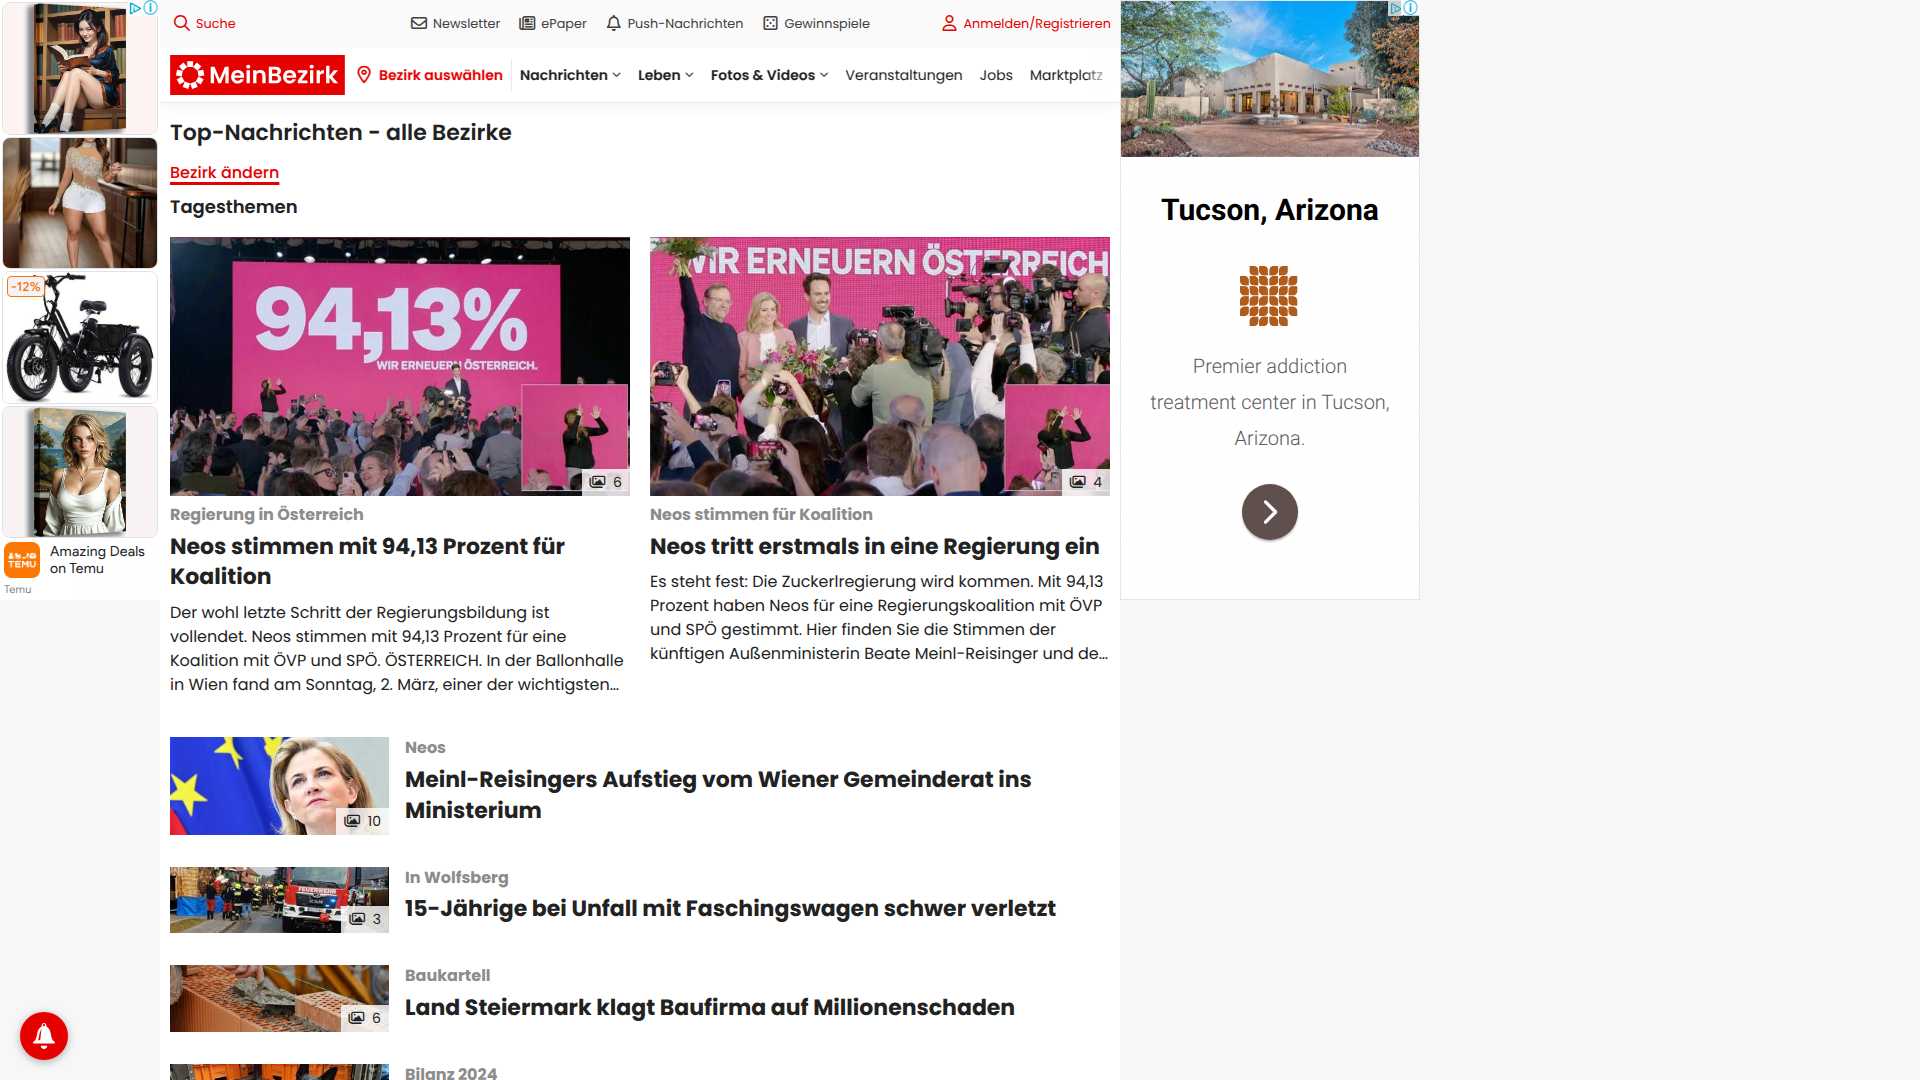 Suche
Newsletter
ePaper
Push-Nachrichten
Gewinnspiele
Anmelden/Registrieren
MeinBezirk
Bezirk auswählen
Nachrichten
Leben
Fotos & Videos
Veranstaltungen
Jobs
Marktplatz
Top-Nachrichten - alle Bezirke
Bezirk ändern
Tagesthemen
94,13%
WIR ERNEUERN ÖSTERREICH.
6
Regierung in Österreich
Neos stimmen mit 94,13 Prozent für
Koalition
Der wohl letzte Schritt der Regierungsbildung ist
vollendet. Neos stimmen mit 94,13 Prozent für eine
Koalition mit ÖVP und SPÖ. ÖSTERREICH. In der Ballonhalle
in Wien fand am Sonntag, 2. März, einer der wichtigsten...
WIR ERNEUERN ÖSTERREICH
4
Neos stimmen für Koalition
Neos tritt erstmals in eine Regierung ein
Es steht fest: Die Zuckerlregierung wird kommen. Mit 94,13
Prozent haben Neos für eine Regierungskoalition mit ÖVP
und SPÖ gestimmt. Hier finden Sie die Stimmen der
künftigen Außenministerin Beate Meinl-Reisinger und de...
10
Neos
Meinl-Reisingers Aufstieg vom Wiener Gemeinderat ins
Ministerium
FEUERWEHR
3
In Wolfsberg
15-Jährige bei Unfall mit Faschingswagen schwer verletzt
6
Baukartell
Land Steiermark klagt Baufirma auf Millionenschaden
Bilanz 2024
-12%
TEMU
Amazing Deals
on Temu
Temu
Tucson, Arizona
Premier addiction
treatment center in Tucson,
Arizona.